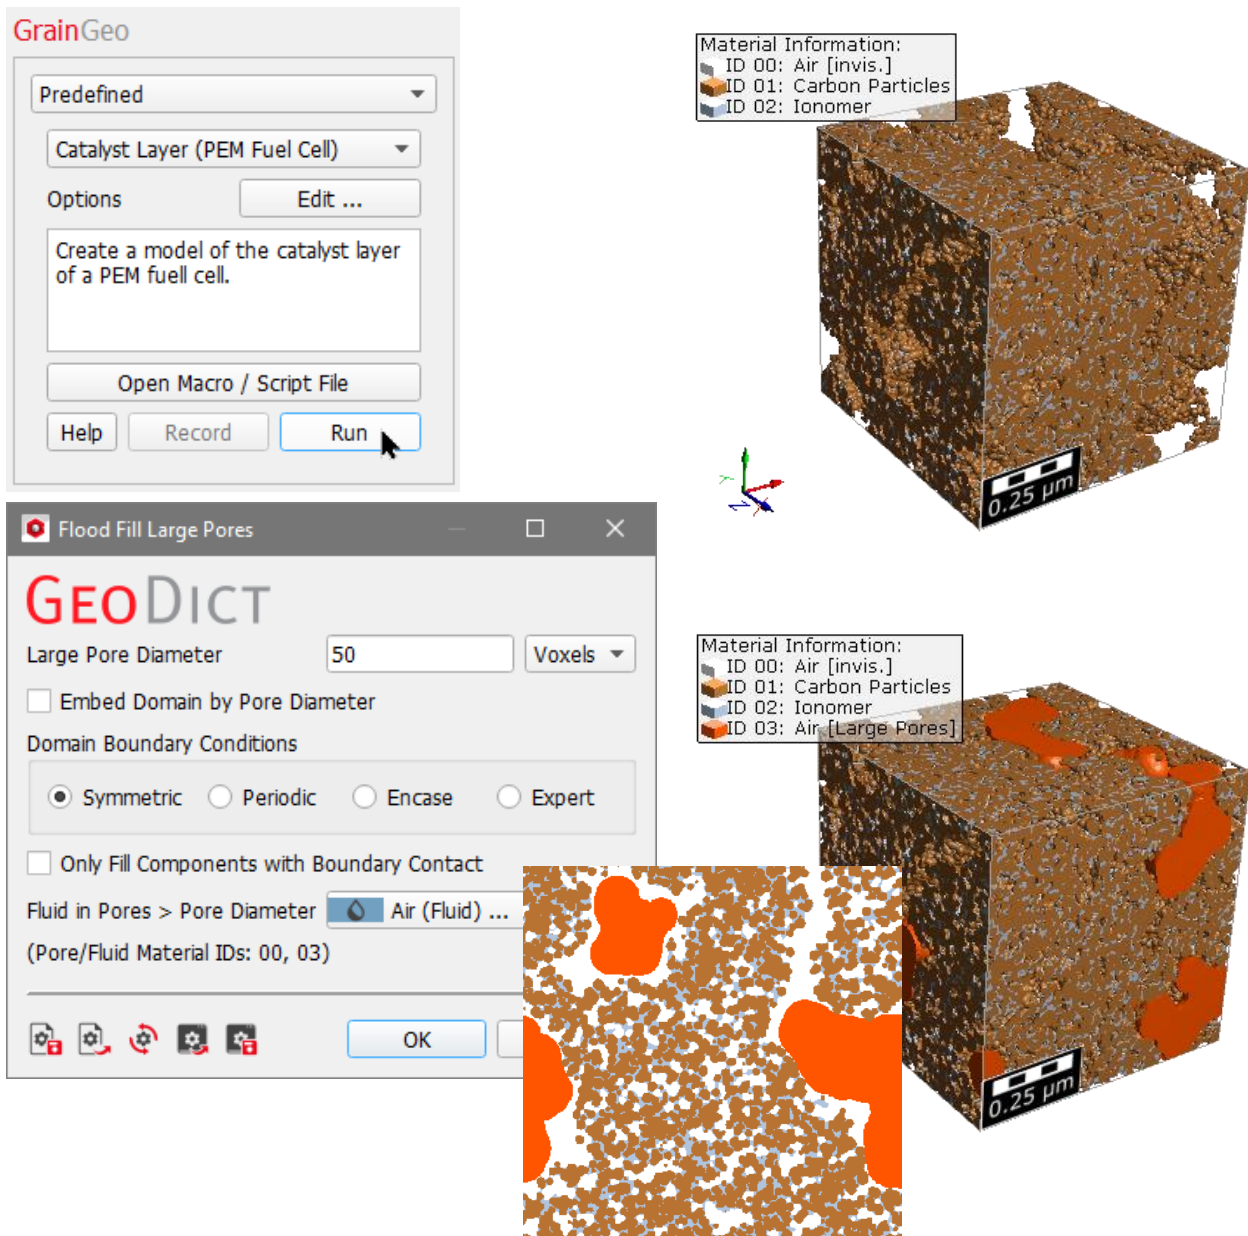 GrainGeo
Predefined
Catalyst Layer (PEM Fuel Cell)
Options
Edit ...
Create a model of the catalyst layer
of a PEM fuell cell.
Open Macro / Script File
Help
Record
Run
Material Information:
ID 00: Air [invis.]
ID 01: Carbon Particles
ID 02: Ionomer
Y
Z
X
0.25 µm
Flood Fill Large Pores
GEODICT
Large Pore Diameter
50
Voxels
Embed Domain by Pore Diameter
Domain Boundary Conditions
Symmetric
Periodic
Encase
Expert
Only Fill Components with Boundary Contact
Fluid in Pores > Pore Diameter
Air (Fluid) ...
(Pore/Fluid Material IDs: 00, 03)
OK
Material Information:
ID 00: Air [invis.]
ID 01: Carbon Particles
ID 02: Ionomer
ID 03: Air [Large Pores]
0.25 µm